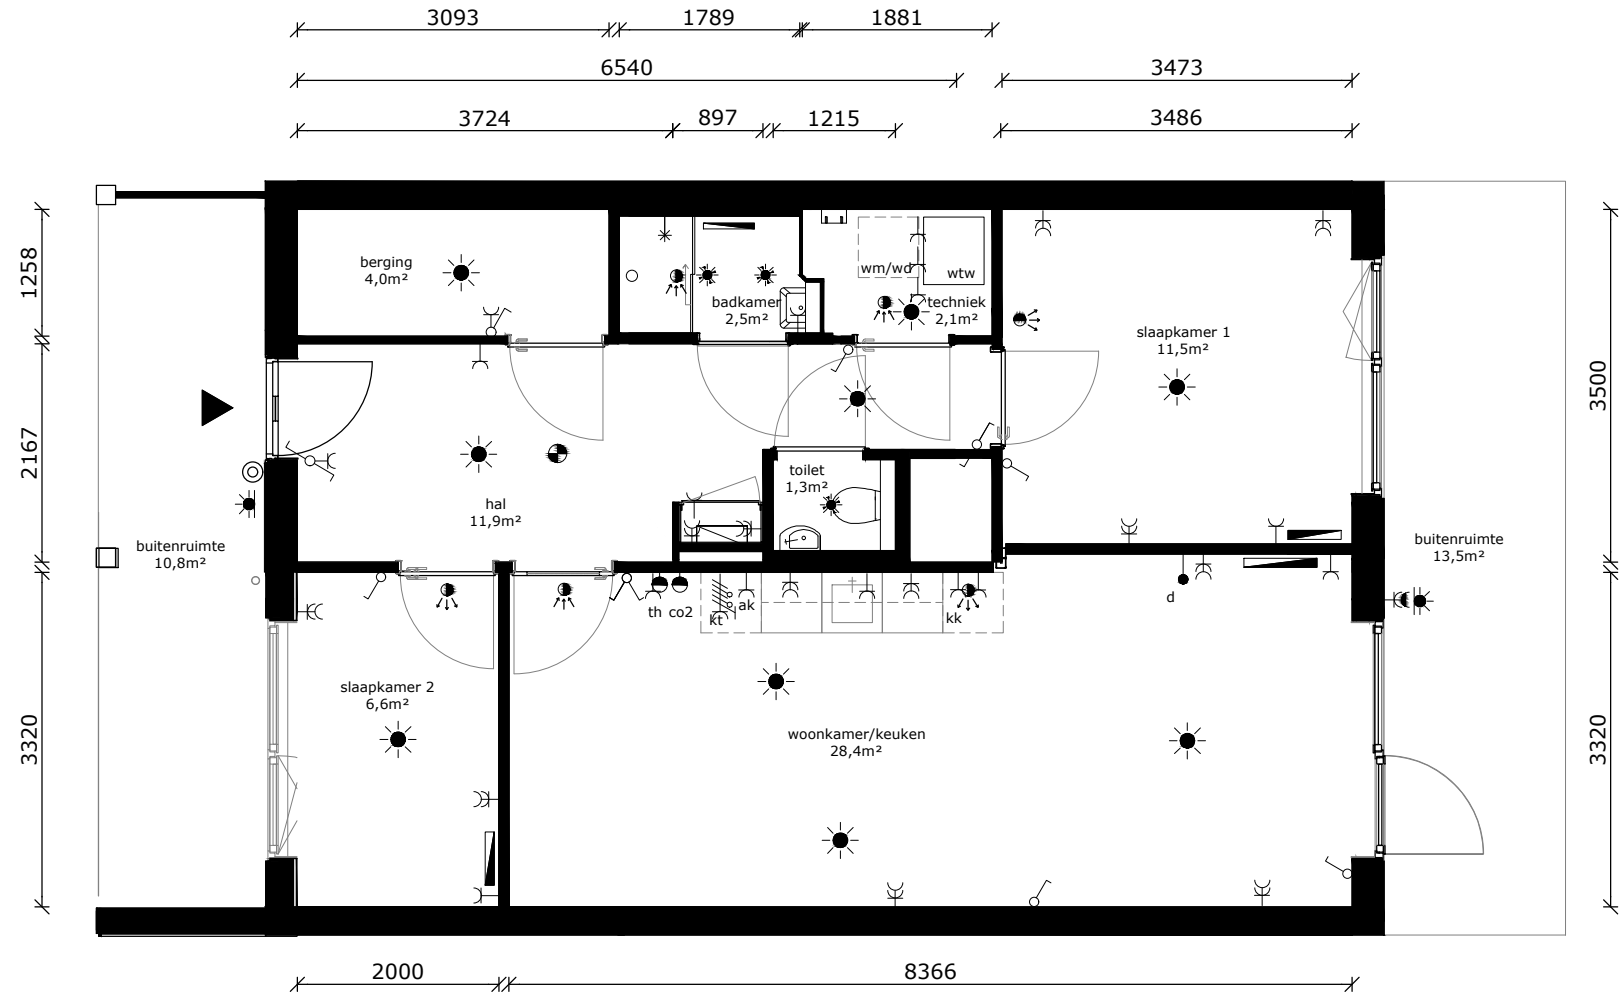 3093 1789 1881
6540 3473
3724 897 1215 3486
1258
2167
3320
3500
3320
berging
4,0m²
badkamer
2,5m²
wm/wd
wtw
techniek
2,1m²
slaapkamer 1
11,5m²
toilet
1,3m²
hal
11,9m²
buitenruimte
10,8m²
buitenruimte
13,5m²
th co2 kt ak kk d
slaapkamer 2
6,6m²
woonkamer/keuken
28,4m²
2000 8366